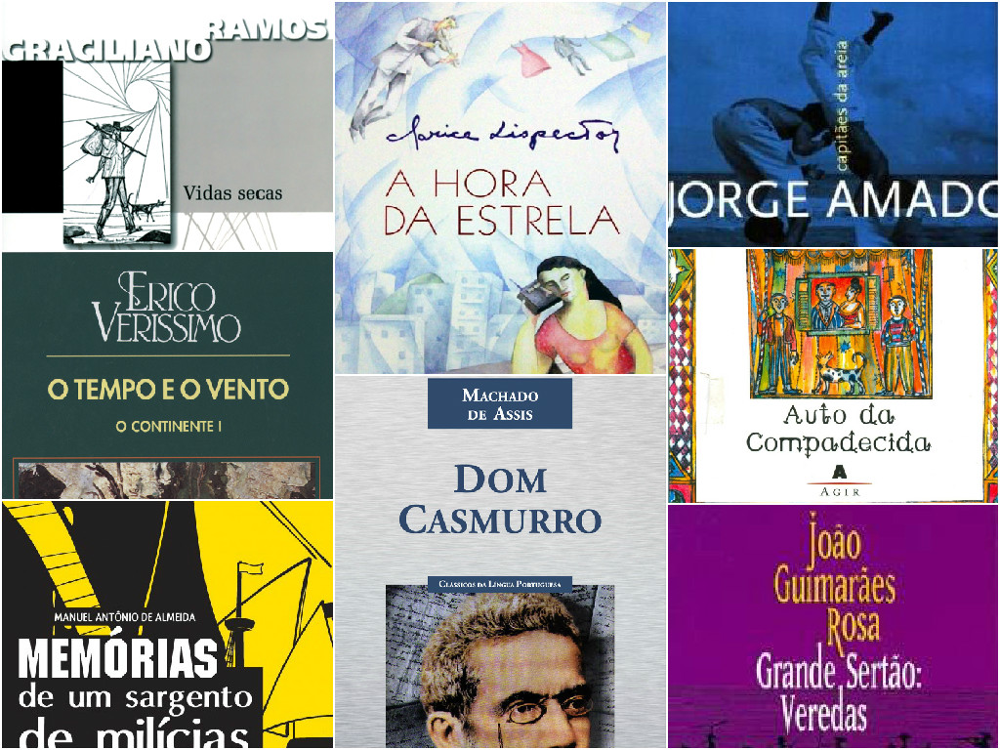 GRACILIANO
RAMOS
Vidas secas
Clarice Lispector
A HORA
DA ESTRELA
capitães da areia
JORGE AMADO
ERICO
VERISSIMO
O TEMPO E O VENTO
O CONTINENTE I
Auto da
Compadecida
A
AGIR
MACHADO
DE ASSIS
DOM
CASMURRO
CLÁSSICOS DA LÍNGUA PORTUGUESA
MANUEL ANTÔNIO DE ALMEIDA
MEMÓRIAS
de um sargento
de milícias
João
Guimarães
Rosa
Grande Sertão:
Veredas